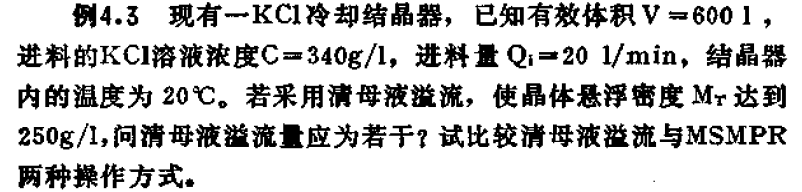 例4.3 现有一KCl冷却结晶器，已知有效体积V＝600 l，
进料的KCl溶液浓度C＝340g/l，进料量Qi＝20 l/min，结晶器
内的温度为20℃。若采用清母液溢流，使晶体悬浮密度MT达到
250g/l,问清母液溢流量应为若干？试比较清母液溢流与MSMPR
两种操作方式。